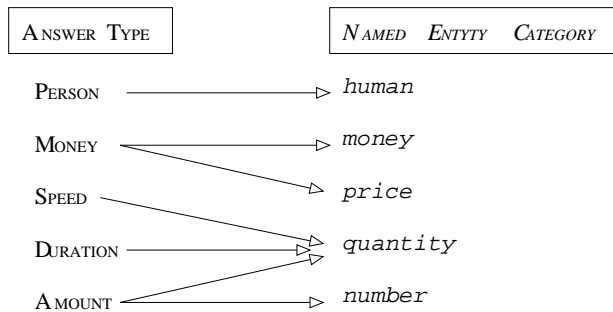 ANSWER TYPE NAMED ENTYTY CATEGORY
PERSON human
MONEY money
price
SPEED
DURATION quantity
AMOUNT number